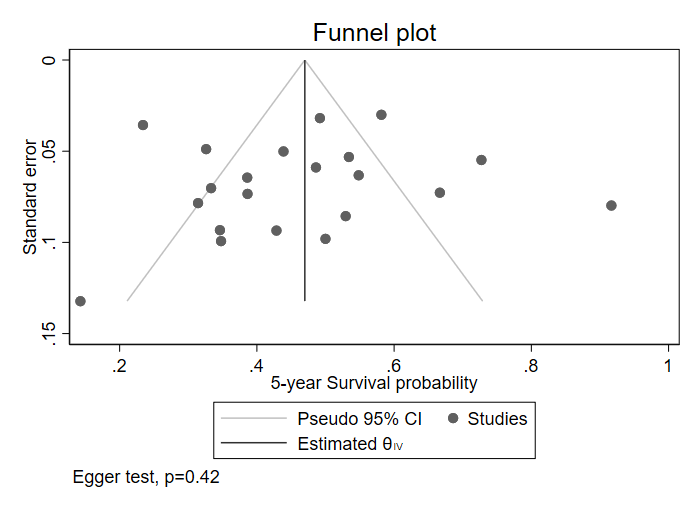 Funnel plot
Standard error
0
.05
.1
.15
.2
.4
.6
.8
1
5-year Survival probability
Pseudo 95% CI
Studies
Estimated θIV
Egger test, p=0.42